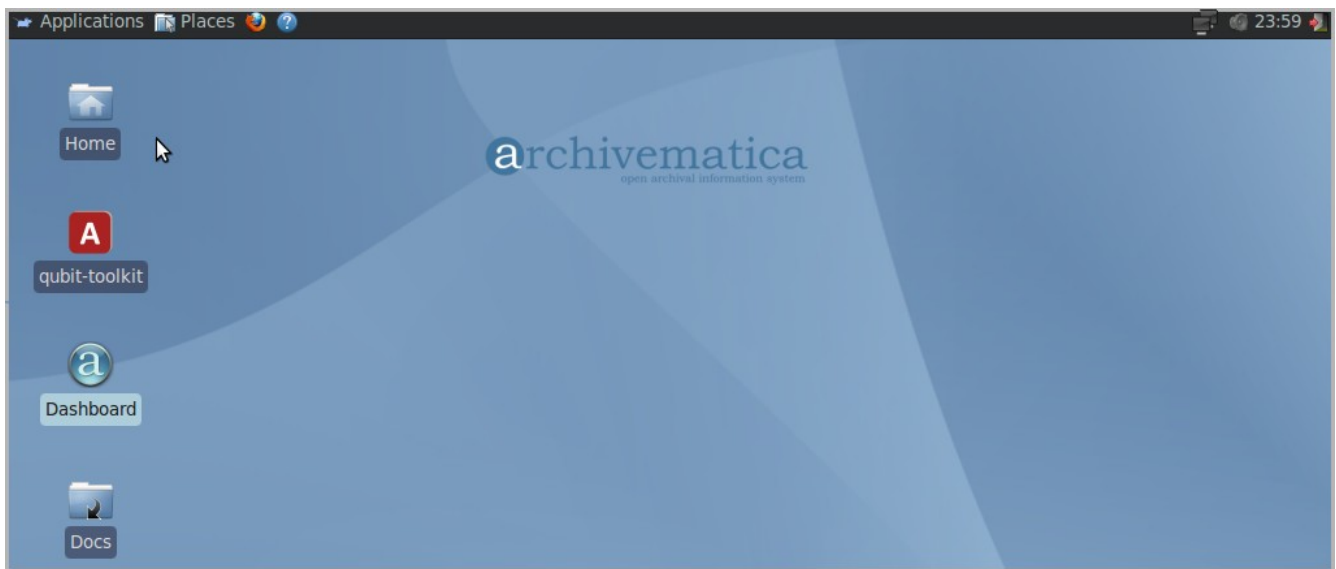 Applications Places ? 23:59
Home
archivematica
open archival information system
A
qubit-toolkit
a
Dashboard
Docs